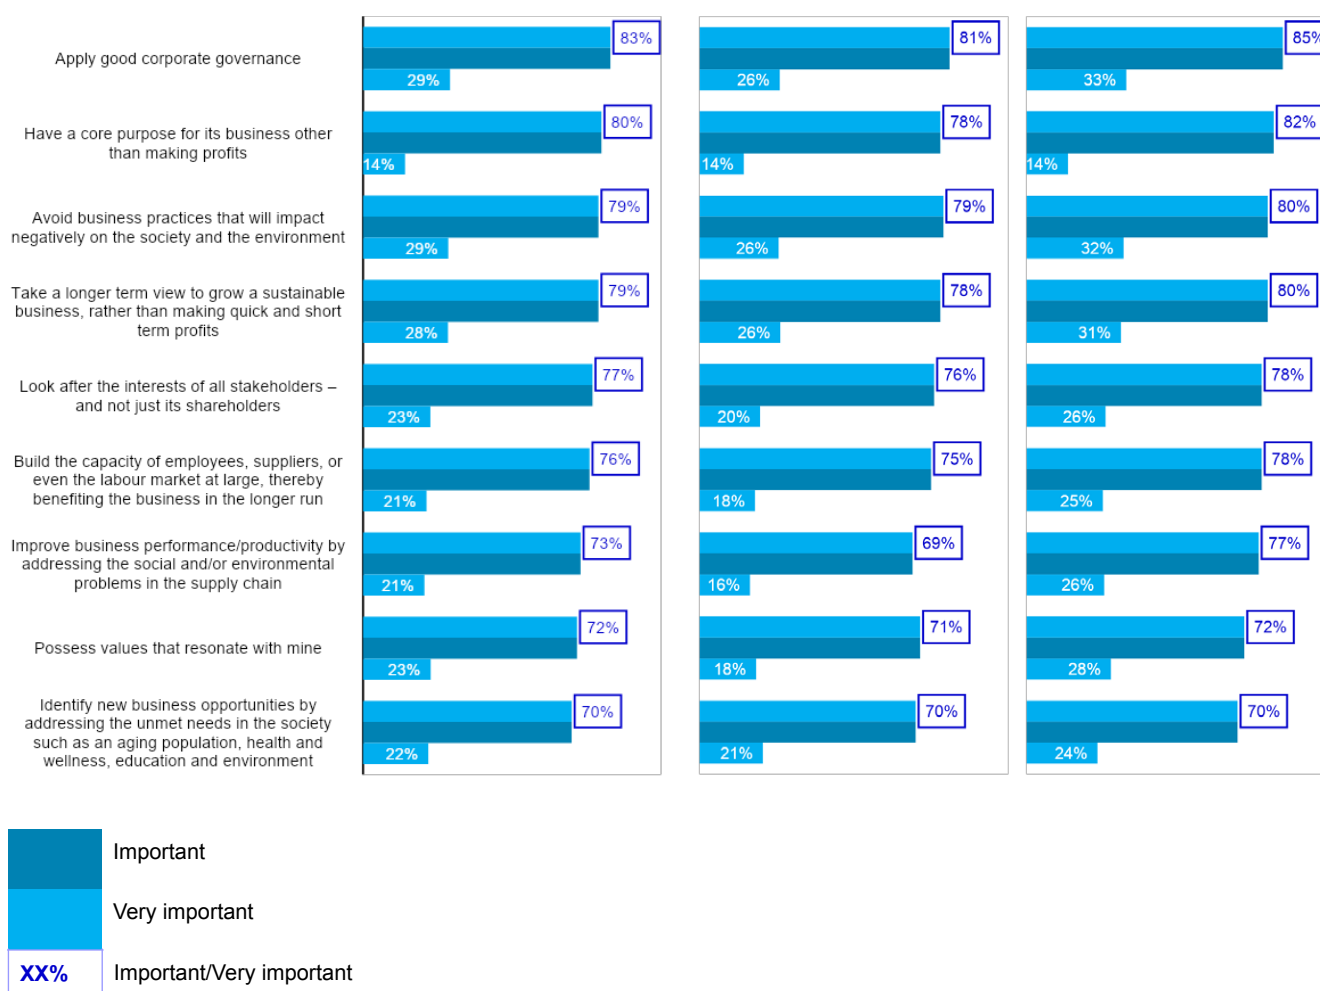 83%
81%
85%
Apply good corporate governance
29%
26%
33%
80%
78%
82%
Have a core purpose for its business other
than making profits
14%
14%
14%
79%
79%
80%
Avoid business practices that will impact
negatively on the society and the environment
29%
26%
32%
79%
78%
80%
Take a longer term view to grow a sustainable
business, rather than making quick and short
term profits
28%
26%
31%
77%
76%
78%
Look after the interests of all stakeholders –
and not just its shareholders
23%
20%
26%
76%
75%
78%
Build the capacity of employees, suppliers, or
even the labour market at large, thereby
benefiting the business in the longer run
21%
18%
25%
73%
69%
77%
Improve business performance/productivity by
addressing the social and/or environmental
problems in the supply chain
21%
16%
26%
72%
71%
72%
Possess values that resonate with mine
23%
18%
28%
70%
70%
70%
Identify new business opportunities by
addressing the unmet needs in the society
such as an aging population, health and
wellness, education and environment
22%
21%
24%
Important
Very important
XX% Important/Very important